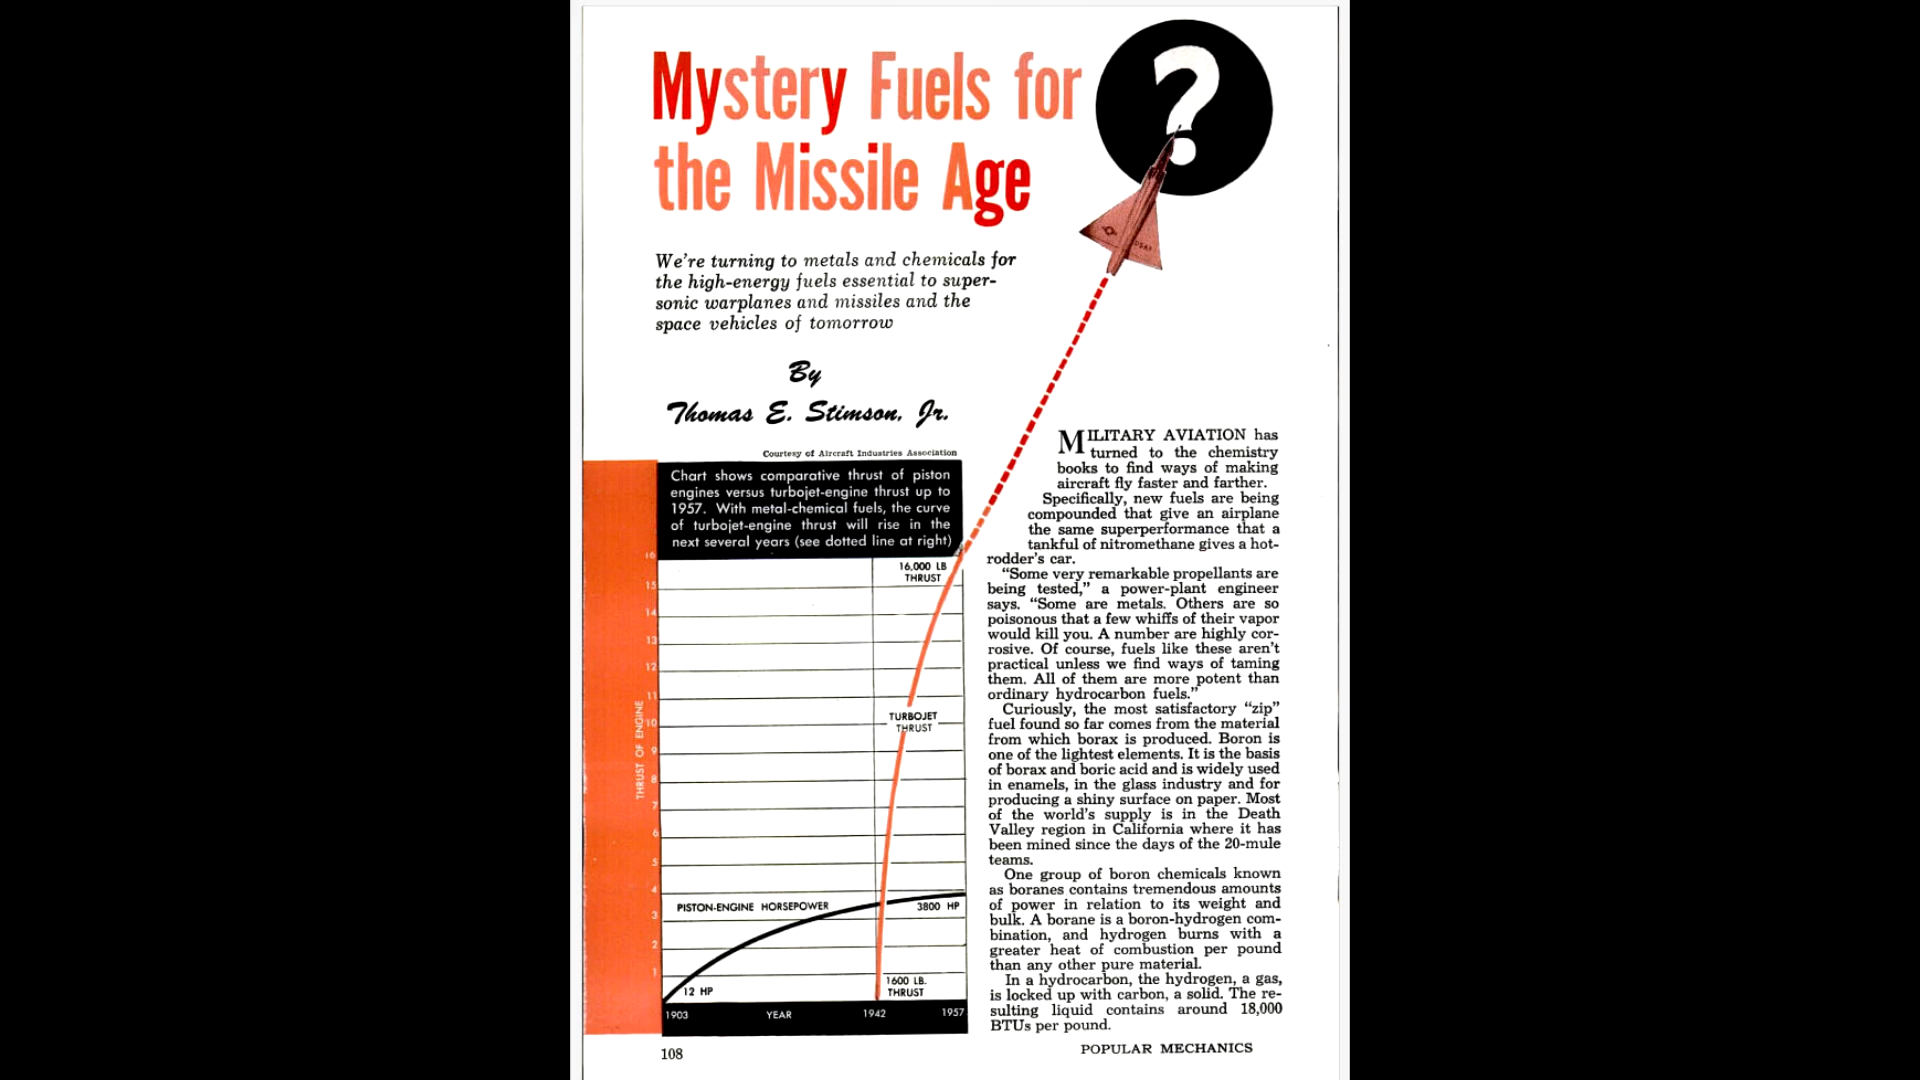 Mystery Fuels for
the Missile Age
?
We're turning to metals and chemicals for
the high-energy fuels essential to super-
sonic warplanes and missiles and the
space vehicles of tomorrow
By
Thomas E. Stimson, Jr.
Courtesy of Aircraft Industries Association
Chart shows comparative thrust of piston
engines versus turbojet-engine thrust up to
1957. With metal-chemical fuels, the curve
of turbojet-engine thrust will rise in the
next several years (see dotted line at right)
16
15
14
13
12
11
10
9
8
7
6
5
4
3
2
1
THRUST OF ENGINE
16,000 LB
THRUST
TURBOJET
THRUST
PISTON-ENGINE HORSEPOWER
3800 HP
1600 LB.
THRUST
12 HP
1903 YEAR 1942 1957
108
USAF
MILITARY AVIATION has
turned to the chemistry
books to find ways of making
aircraft fly faster and farther.
Specifically, new fuels are being
compounded that give an airplane
the same superperformance that a
tankful of nitromethane gives a hot-
rodder's car.
"Some very remarkable propellants are
being tested," a power-plant engineer
says. "Some are metals. Others are so
poisonous that a few whiffs of their vapor
would kill you. A number are highly cor-
rosive. Of course, fuels like these aren't
practical unless we find ways of taming
them. All of them are more potent than
ordinary hydrocarbon fuels."
Curiously, the most satisfactory "zip"
fuel found so far comes from the material
from which borax is produced. Boron is
one of the lightest elements. It is the basis
of borax and boric acid and is widely used
in enamels, in the glass industry and for
producing a shiny surface on paper. Most
of the world's supply is in the Death
Valley region in California where it has
been mined since the days of the 20-mule
teams.
One group of boron chemicals known
as boranes contains tremendous amounts
of power in relation to its weight and
bulk. A borane is a boron-hydrogen com-
bination, and hydrogen burns with a
greater heat of combustion per pound
than any other pure material.
In a hydrocarbon, the hydrogen, a gas,
is locked up with carbon, a solid. The re-
sulting liquid contains around 18,000
BTUs per pound.
POPULAR MECHANICS